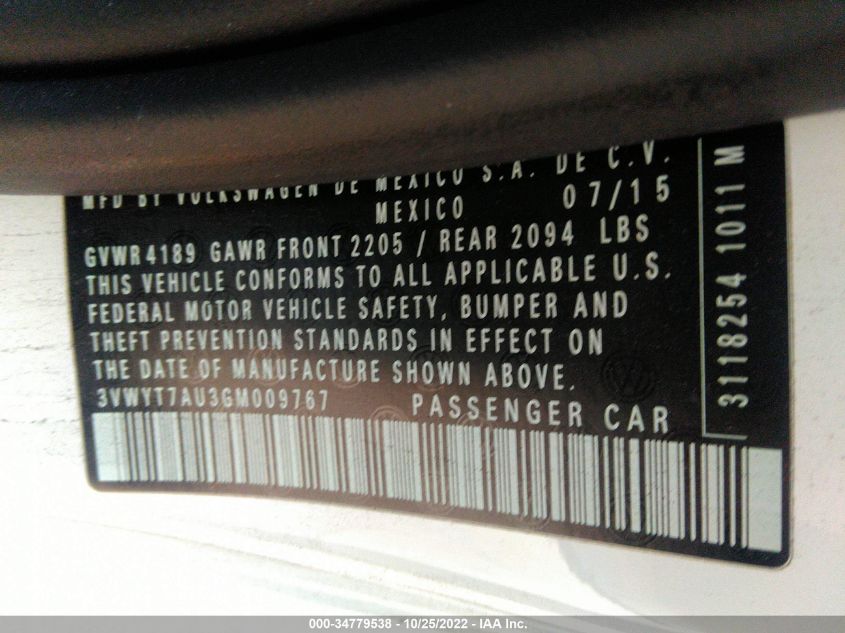 MFD BY VOLKSWAGEN DE MEXICO S.A. DE C.V.
MEXICO 07/15
GVWR 4189 GAWR FRONT 2205 / REAR 2094 LBS
THIS VEHICLE CONFORMS TO ALL APPLICABLE U.S.
FEDERAL MOTOR VEHICLE SAFETY, BUMPER AND
THEFT PREVENTION STANDARDS IN EFFECT ON
THE DATE OF MANUFACTURE SHOWN ABOVE.
3VWYT7AU3GM009767 PASSENGER CAR
3118254 1011 M
000-34779538 - 10/25/2022 - IAA Inc.